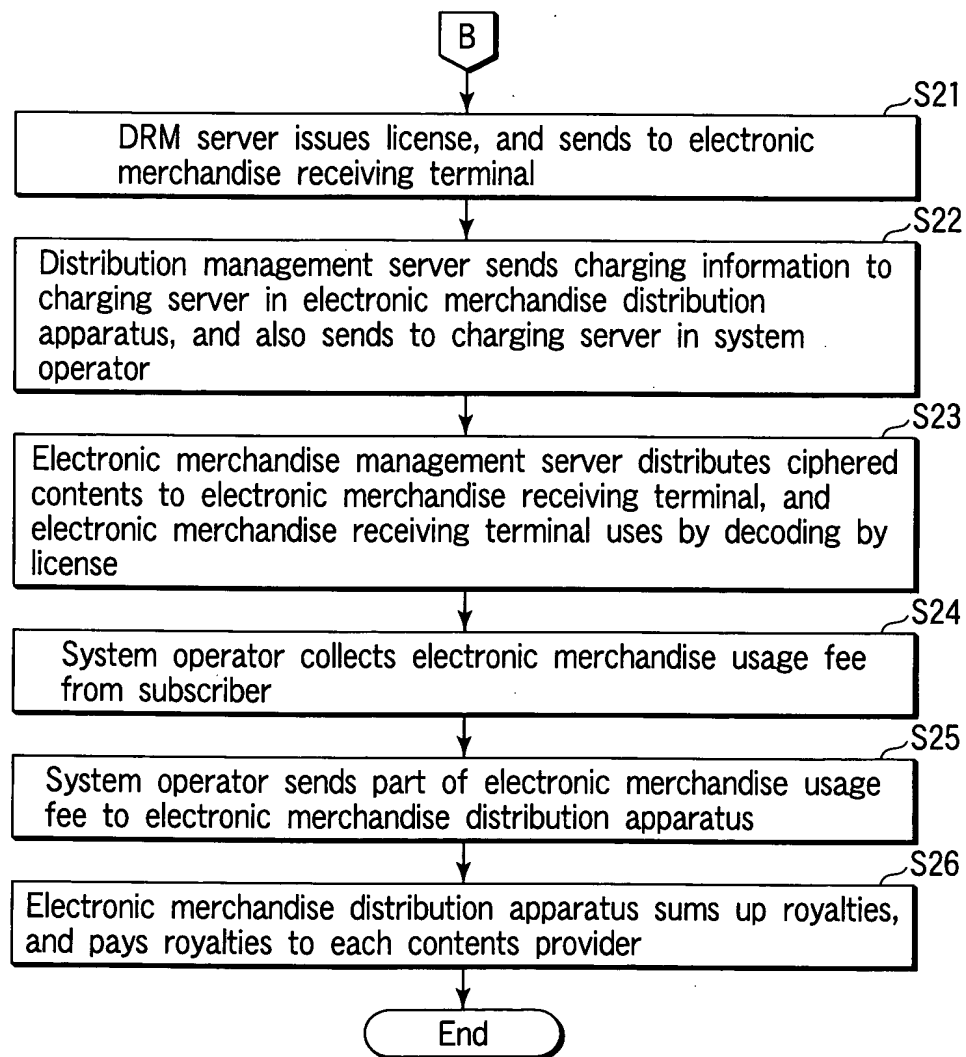 B
S21
DRM server issues license, and sends to electronic
merchandise receiving terminal
S22
Distribution management server sends charging information to
charging server in electronic merchandise distribution
apparatus, and also sends to charging server in system
operator
S23
Electronic merchandise management server distributes ciphered
contents to electronic merchandise receiving terminal, and
electronic merchandise receiving terminal uses by decoding by
license
S24
System operator collects electronic merchandise usage fee
from subscriber
S25
System operator sends part of electronic merchandise usage
fee to electronic merchandise distribution apparatus
S26
Electronic merchandise distribution apparatus sums up royalties,
and pays royalties to each contents provider
End